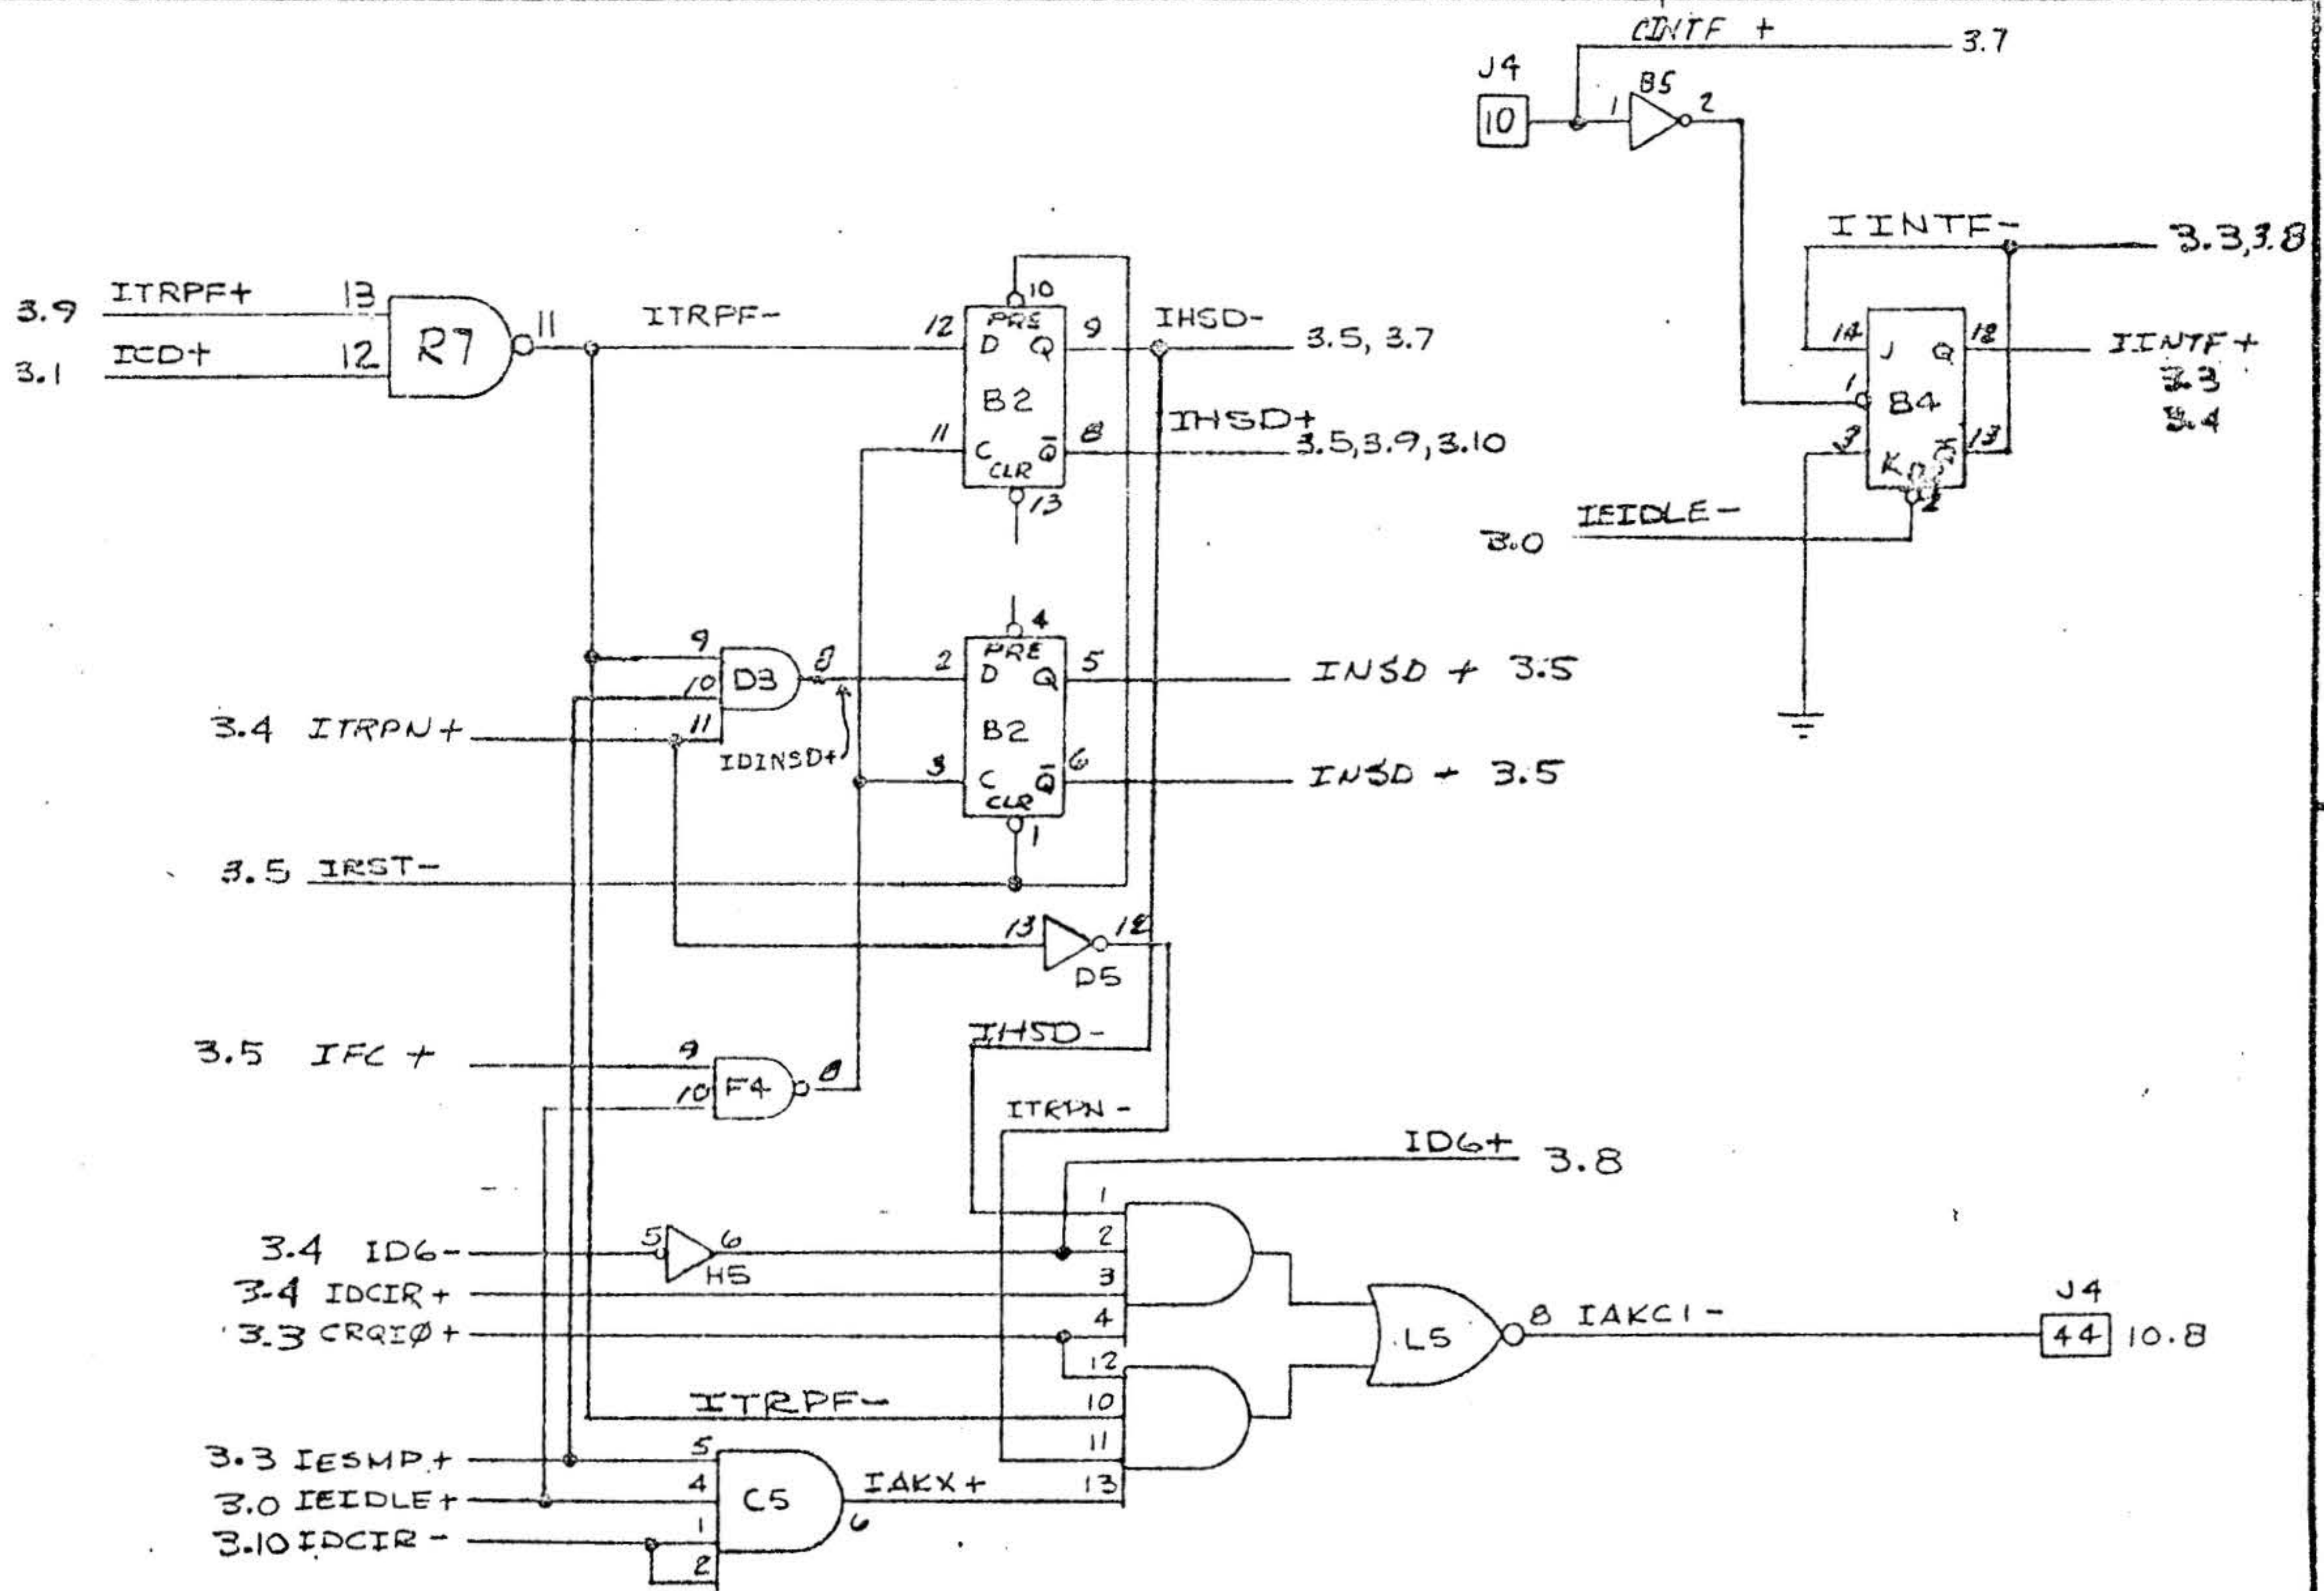 CINTF + 3.7
J4
10
1 B5 2
IINTF- 3.3,3.8
3.9 ITRPF+ 13
3.1 ICD+ 12
R7 11
ITRPF-
10
PRE
12 D Q 9
IHSD- 3.5, 3.7
B2
IHSD+
3.5,3.9,3.10
11 C Q̅ 8
CLR
13
14 J Q 12
IINTF+
3.3
3.4
1 B4
3 K 13
2
IEIDLE-
3.0
4
PRE
9
10 D3 8
11
2 D Q 5
INSD + 3.5
3.4 ITRPN+
IDINSD+
B2
3 C Q̅ 6
INSD - 3.5
CLR
1
3.5 IRST-
13 12
D5
IHSD-
3.5 IFC +
9
10 F4 8
ITRPN-
ID6+ 3.8
1
2
3
4
3.4 ID6-
5 6
H5
3.4 IDCIR+
3.3 CRQIØ+
L5 8 IAKC1-
J4
44 10.8
12
10
11
13
ITRPF-
3.3 IESMP+ 5
3.0 IEIDLE+ 4
3.10 IDCIR- 1
2
C5 6
IAKX+